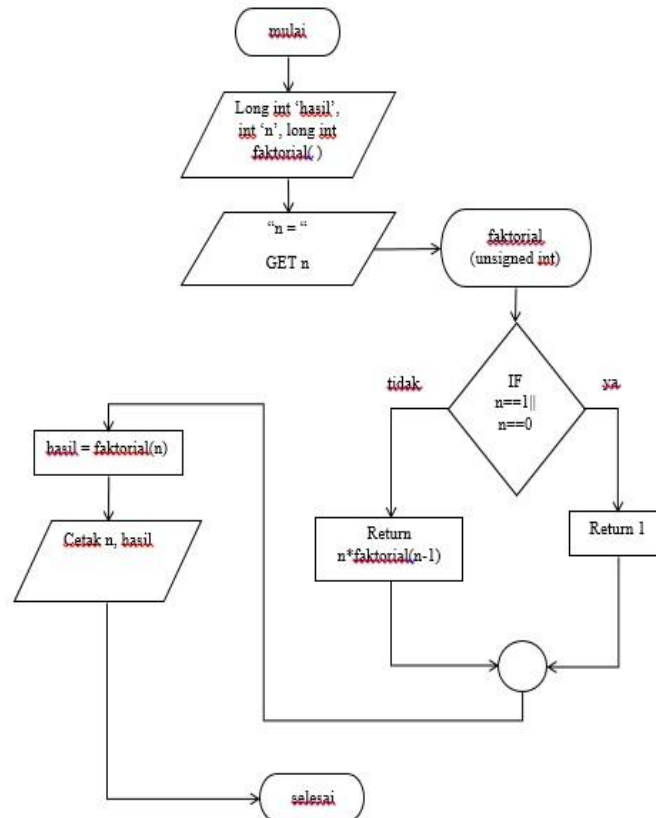 mulai
Long int ‘hasil’,
int ‘n’, long int
faktorial( )
“n = “
GET n
faktorial
(unsigned int)
IF
n==1||
n==0
tidak
ya
hasil = faktorial(n)
Cetak n, hasil
Return
n*faktorial(n-1)
Return 1
selesai